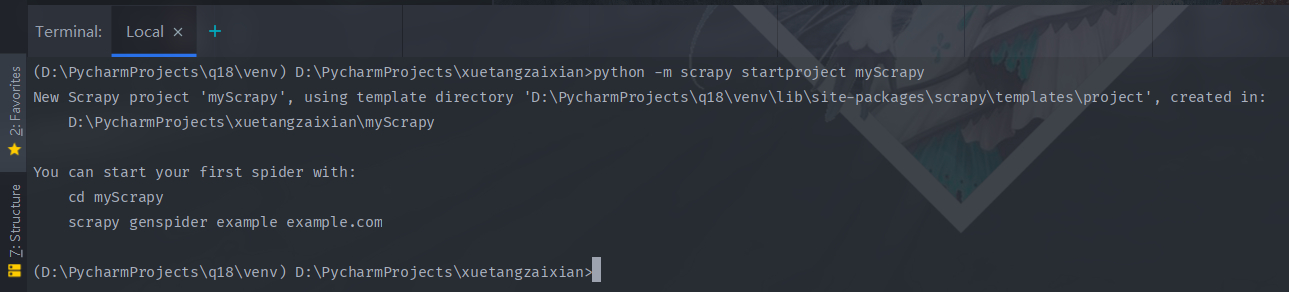 Terminal: Local × +
(D:\PycharmProjects\q18\venv) D:\PycharmProjects\xuetangzaixian>python -m scrapy startproject myScrapy
New Scrapy project 'myScrapy', using template directory 'D:\PycharmProjects\q18\venv\lib\site-packages\scrapy\templates\project', created in:
    D:\PycharmProjects\xuetangzaixian\myScrapy
You can start your first spider with:
    cd myScrapy
    scrapy genspider example example.com
(D:\PycharmProjects\q18\venv) D:\PycharmProjects\xuetangzaixian>
2: Favorites
7: Structure